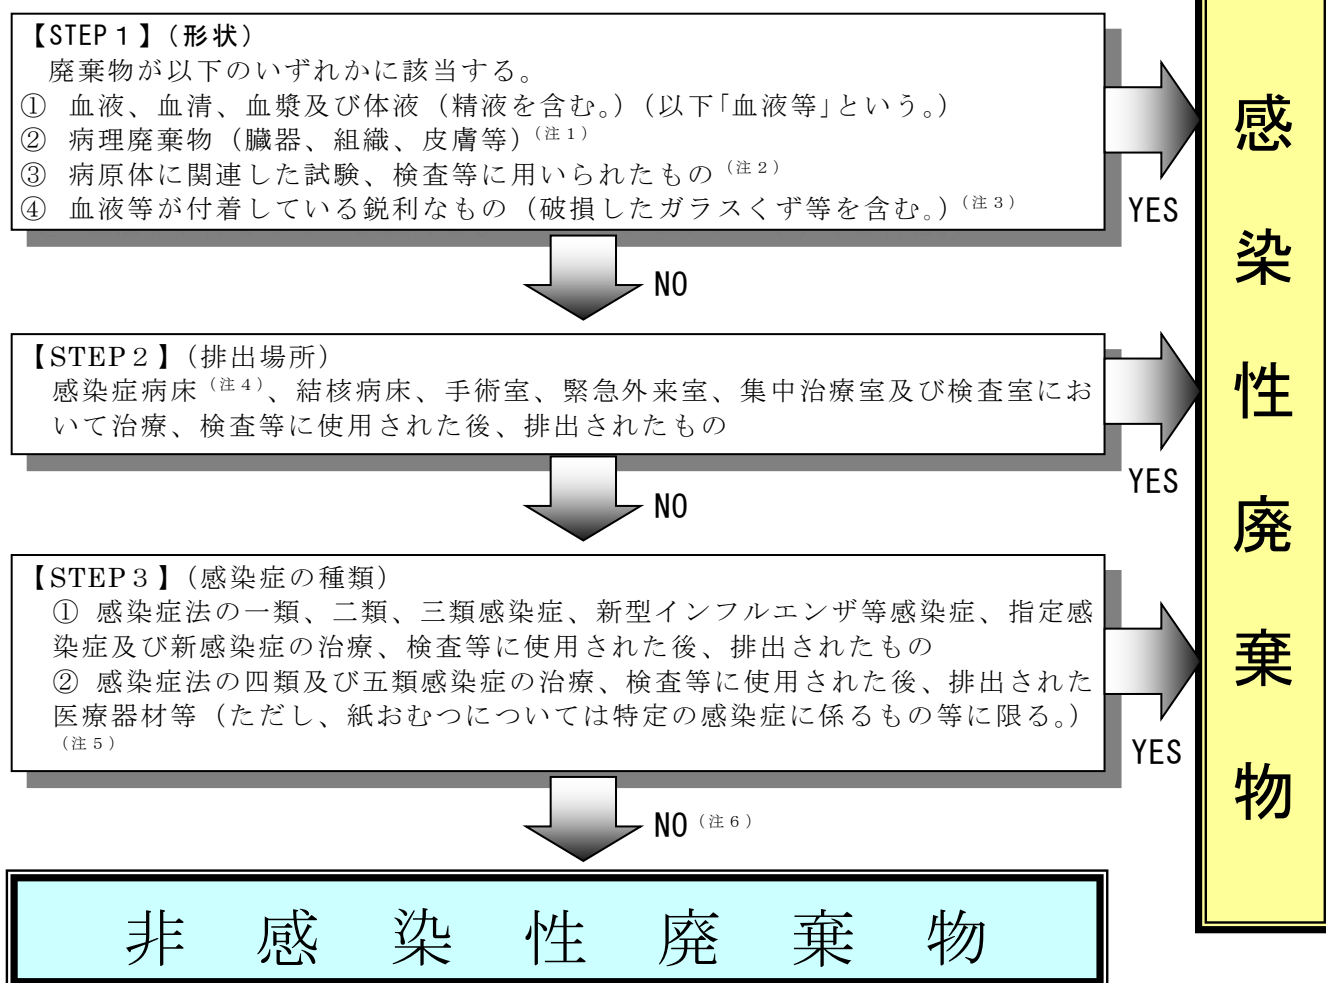 【STEP１】（形状）
廃棄物が以下のいずれかに該当する。
① 血液、血清、血漿及び体液（精液を含む。）（以下「血液等」という。）
② 病理廃棄物（臓器、組織、皮膚等）（注１）
③ 病原体に関連した試験、検査等に用いられたもの（注２）
④ 血液等が付着している鋭利なもの（破損したガラスくず等を含む。）（注３）
YES
NO
【STEP２】（排出場所）
感染症病床（注４）、結核病床、手術室、緊急外来室、集中治療室及び検査室にお
いて治療、検査等に使用された後、排出されたもの
YES
NO
【STEP３】（感染症の種類）
① 感染症法の一類、二類、三類感染症、新型インフルエンザ等感染症、指定感
染症及び新感染症の治療、検査等に使用された後、排出されたもの
② 感染症法の四類及び五類感染症の治療、検査等に使用された後、排出された
医療器材等（ただし、紙おむつについては特定の感染症に係るもの等に限る。）
（注５）
YES
NO（注６）
非感染性廃棄物
感染性廃棄物